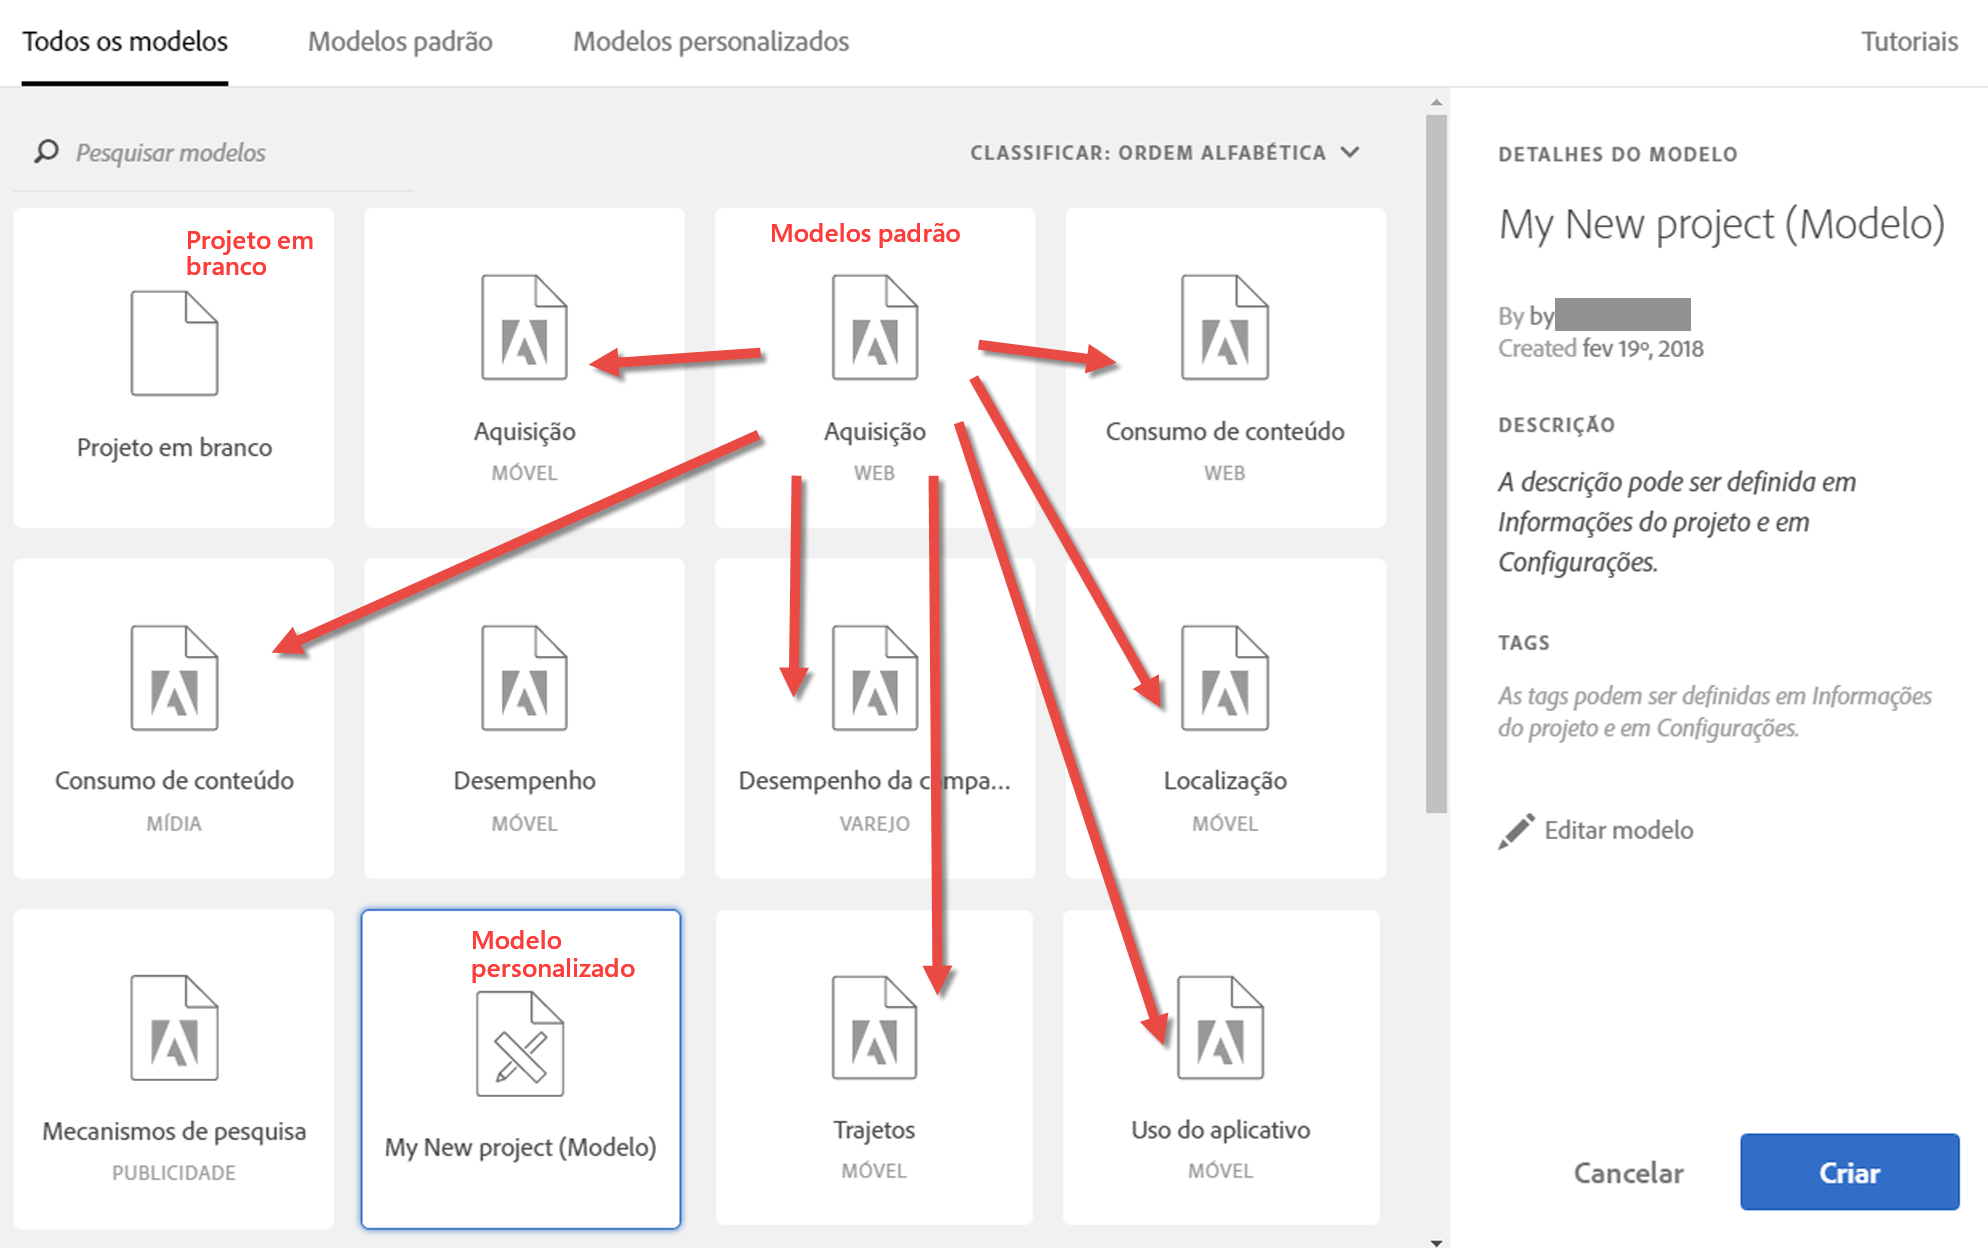 Todos os modelos
Modelos padrão
Modelos personalizados
Tutoriais
Pesquisar modelos
CLASSIFICAR: ORDEM ALFABÉTICA
Projeto em
branco
Projeto em branco
Aquisição
MÓVEL
Modelos padrão
Aquisição
WEB
Consumo de conteúdo
WEB
Consumo de conteúdo
MÍDIA
Desempenho
MÓVEL
Desempenho da campa...
VAREJO
Localização
MÓVEL
Mecanismos de pesquisa
PUBLICIDADE
Modelo
personalizado
My New project (Modelo)
Trajetos
MÓVEL
Uso do aplicativo
MÓVEL
DETALHES DO MODELO
My New project (Modelo)
By by
Created fev 19º, 2018
DESCRIÇÃO
A descrição pode ser definida em
Informações do projeto e em
Configurações.
TAGS
As tags podem ser definidas em Informações
do projeto e em Configurações.
Editar modelo
Cancelar
Criar